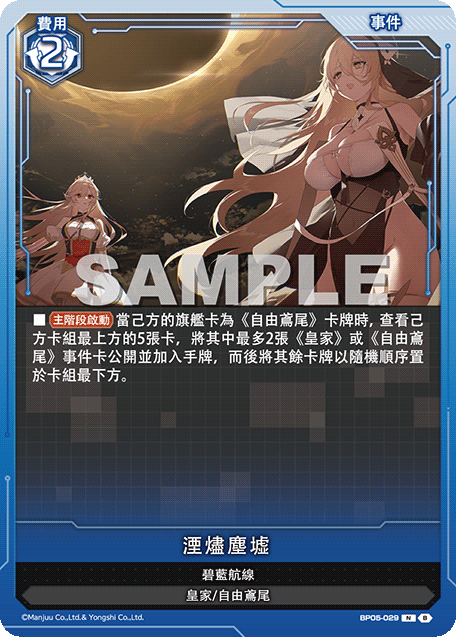 費用
事件
2
SAMPLE
■ 主階段啟動 當己方的旗艦卡為《自由鳶尾》卡牌時, 查看己
方卡組最上方的5張卡，將其中最多2張《皇家》或《自由鳶
尾》事件卡公開並加入手牌，而後將其餘卡牌以隨機順序置
於卡組最下方。
湮燼塵墟
碧藍航線
皇家/自由鳶尾
©Manjuu Co.,Ltd.& Yongshi Co.,Ltd.
BP05-029 N B